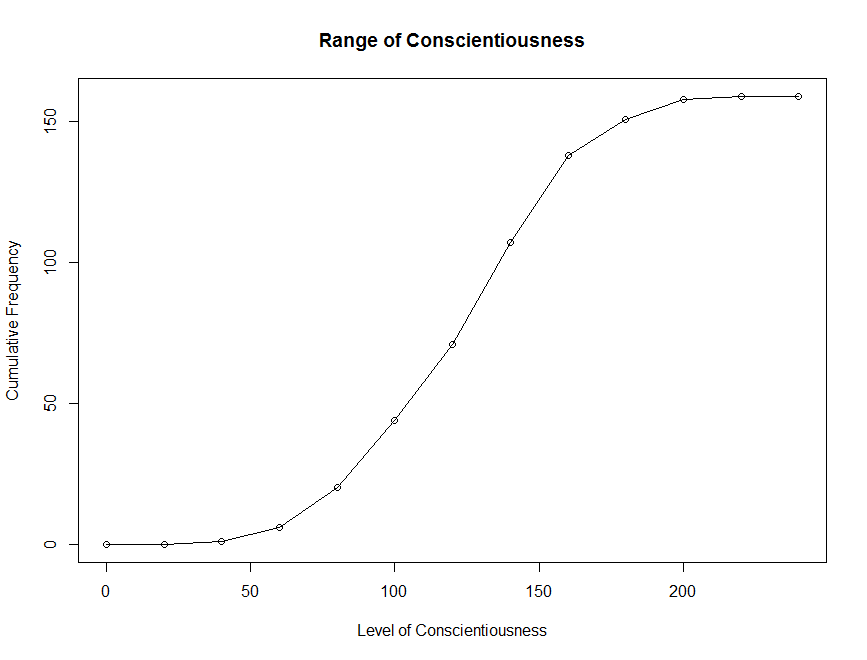 Range of Conscientiousness
150
100
50
0
Cumulative Frequency
0 50 100 150 200
Level of Conscientiousness